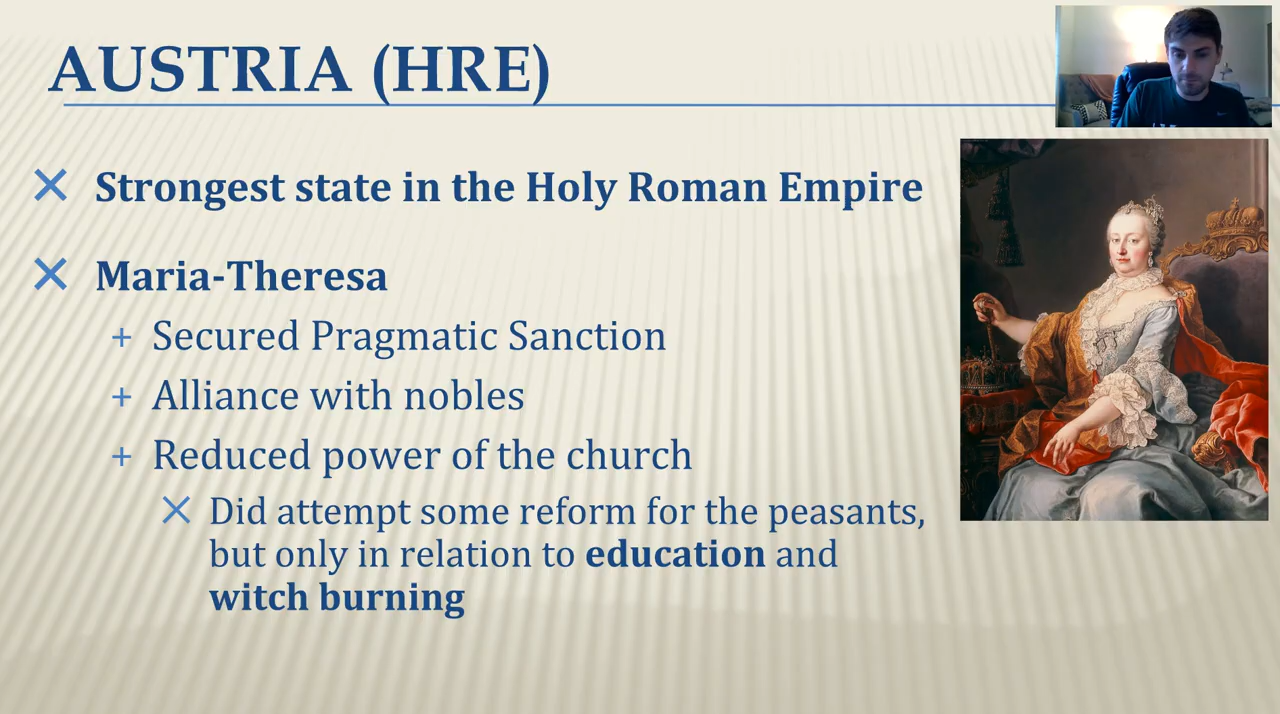 AUSTRIA (HRE)
Strongest state in the Holy Roman Empire
Maria-Theresa
Secured Pragmatic Sanction
Alliance with nobles
Reduced power of the church
Did attempt some reform for the peasants,
but only in relation to education and
witch burning